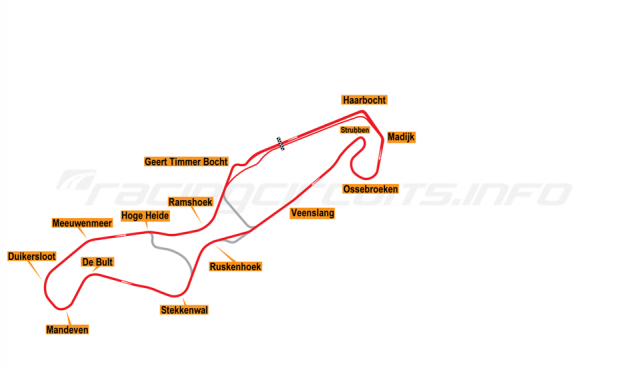 Haarbocht
Strubben
Madijk
Geert Timmer Bocht
Ossebroeken
RACINGCIRCUITS.INFO
Ramshoek
Veenslang
Hoge Heide
Meeuwenmeer
Duikersloot
De Bult
Ruskenhoek
Stekkenwal
Mandeven